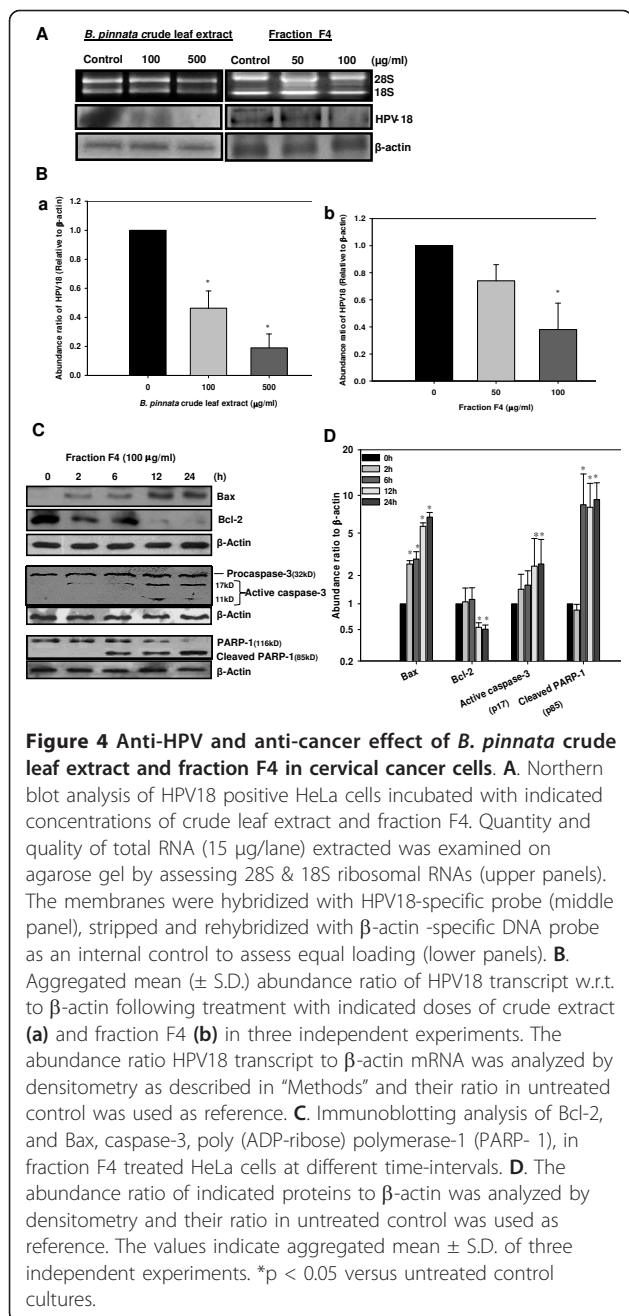 A
B. pinnata crude leaf extract Fraction F4
Control 100 500 Control 50 100 (μg/ml)
28S
18S
HPV-18
β-actin
B
a
Abundance ratio of HPV18 (Relative to β-actin)
1.2
1.0
0.8
0.6
0.4
0.2
0.0
*
*
0 100 500
B. pinnata crude leaf extract (μg/ml)
b
Abundance ratio of HPV18 (Relative to β-actin)
1.2
1.0
0.8
0.6
0.4
0.2
0.0
*
0 50 100
Fraction F4 (μg/ml)
C
Fraction F4 (100 μg/ml)
0 2 6 12 24 (h)
Bax
Bcl-2
β-Actin
Procaspase-3(32kD)
17kD
Active caspase-3
11kD
β-Actin
PARP-1(116kD)
Cleaved PARP-1(85kD)
β-Actin
D
Abundance ratio to β-actin
20
10
5
2
1
0.5
0.2
0h
2h
6h
12h
24h
* * * *
* *
* *
* * *
Bax
Bcl-2
Active caspase-3
(p17)
Cleaved PARP-1
(p85)
Figure 4 Anti-HPV and anti-cancer effect of B. pinnata crude
leaf extract and fraction F4 in cervical cancer cells. A. Northern
blot analysis of HPV18 positive HeLa cells incubated with indicated
concentrations of crude leaf extract and fraction F4. Quantity and
quality of total RNA (15 μg/lane) extracted was examined on
agarose gel by assessing 28S & 18S ribosomal RNAs (upper panels).
The membranes were hybridized with HPV18-specific probe (middle
panel), stripped and rehybridized with β-actin -specific DNA probe
as an internal control to assess equal loading (lower panels). B.
Aggregated mean (± S.D.) abundance ratio of HPV18 transcript w.r.t.
to β-actin following treatment with indicated doses of crude extract
(a) and fraction F4 (b) in three independent experiments. The
abundance ratio HPV18 transcript to β-actin mRNA was analyzed by
densitometry as described in “Methods” and their ratio in untreated
control was used as reference. C. Immunoblotting analysis of Bcl-2,
and Bax, caspase-3, poly (ADP-ribose) polymerase-1 (PARP- 1), in
fraction F4 treated HeLa cells at different time-intervals. D. The
abundance ratio of indicated proteins to β-actin was analyzed by
densitometry and their ratio in untreated control was used as
reference. The values indicate aggregated mean ± S.D. of three
independent experiments. *p < 0.05 versus untreated control
cultures.